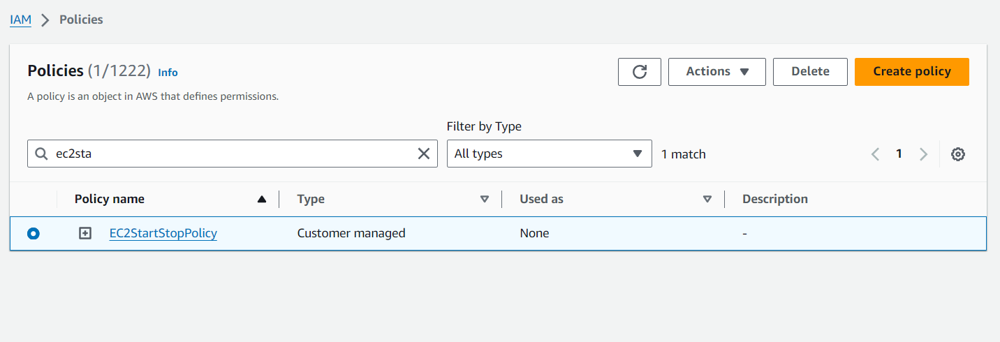 IAM Policies
Policies (1/1222) Info
Actions Delete Create policy
A policy is an object in AWS that defines permissions.
Filter by Type
ec2sta All types 1 match 1
Policy name Type Used as Description
EC2StartStopPolicy Customer managed None -